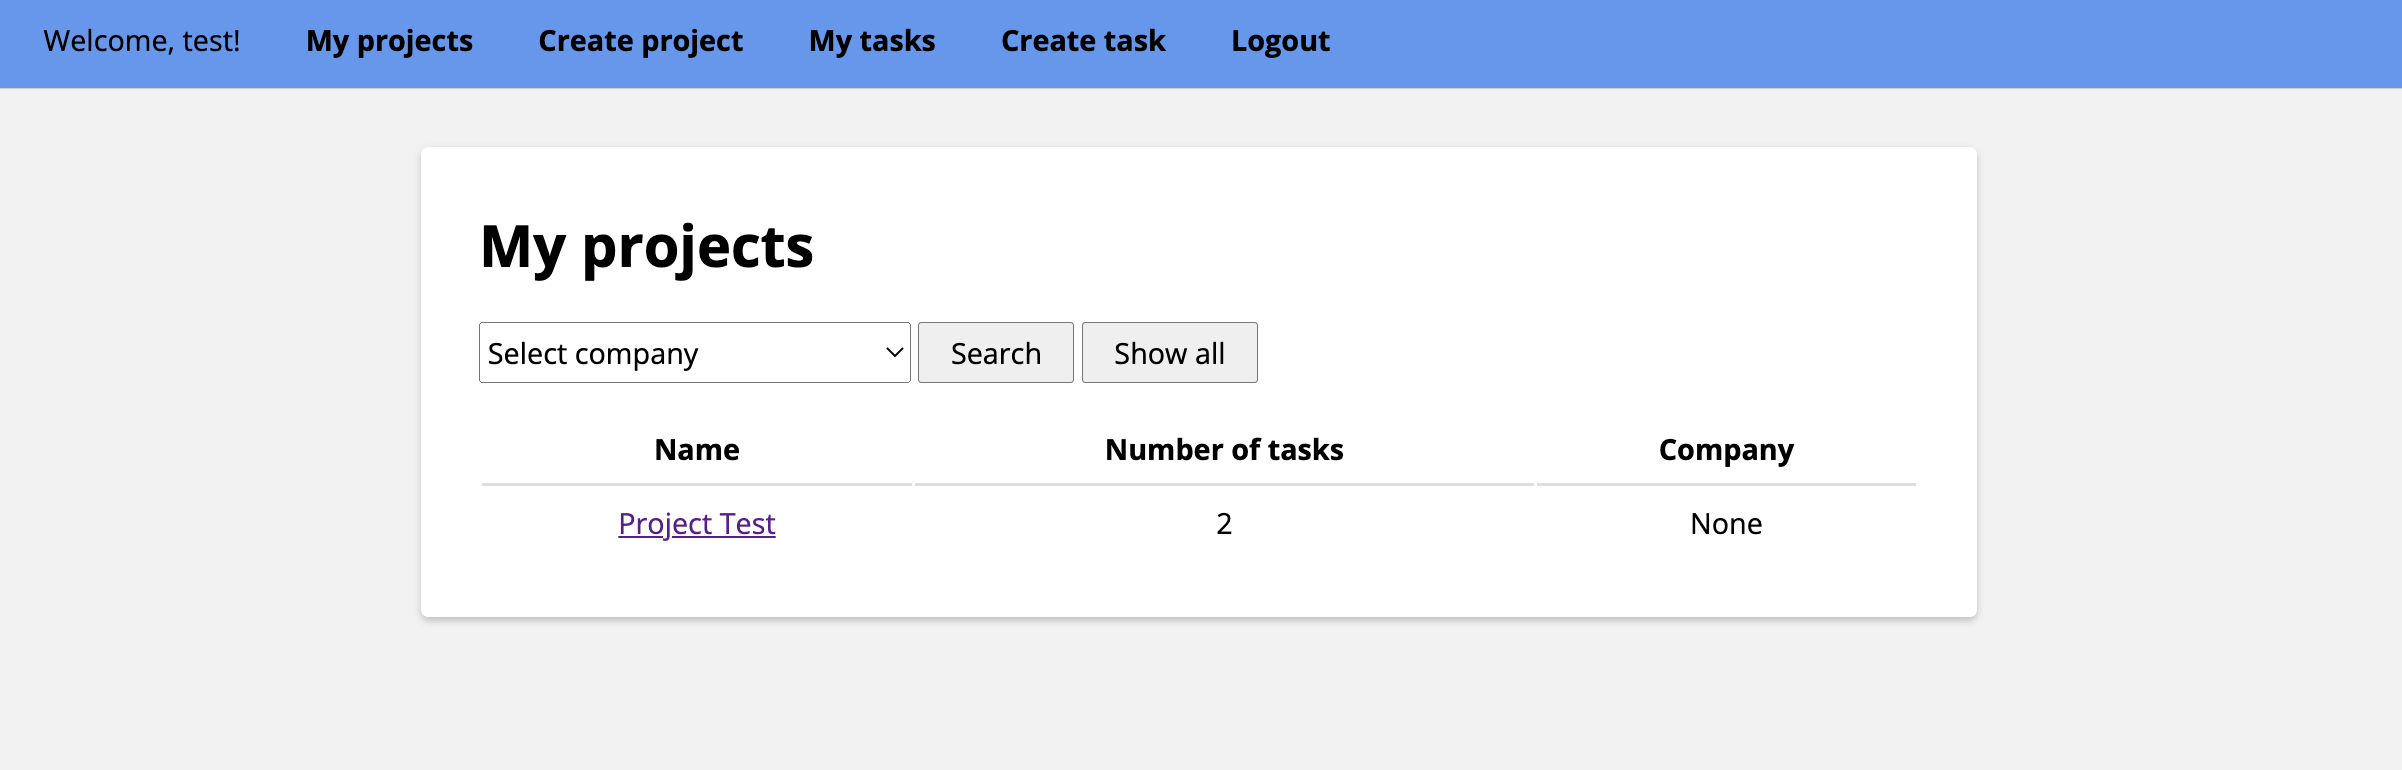 Welcome, test! My projects Create project My tasks Create task Logout
My projects
Select company Search Show all
Name Number of tasks Company
Project Test 2 None